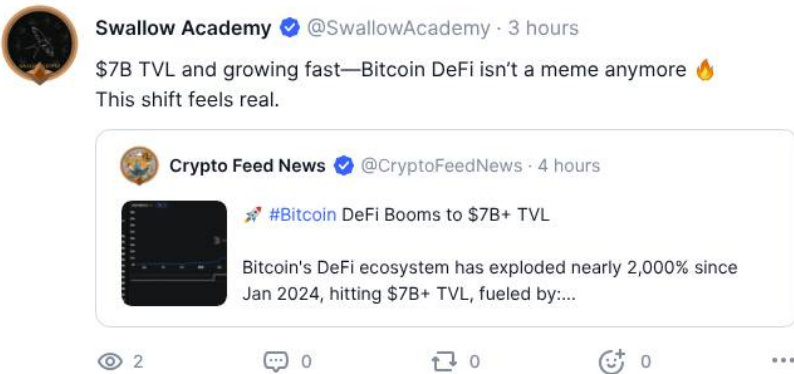 Swallow Academy @SwallowAcademy · 3 hours
$7B TVL and growing fast—Bitcoin DeFi isn’t a meme anymore 🔥
This shift feels real.
Crypto Feed News @CryptoFeedNews · 4 hours
🚀 #Bitcoin DeFi Booms to $7B+ TVL
Bitcoin's DeFi ecosystem has exploded nearly 2,000% since
Jan 2024, hitting $7B+ TVL, fueled by:...
2 0 0 0